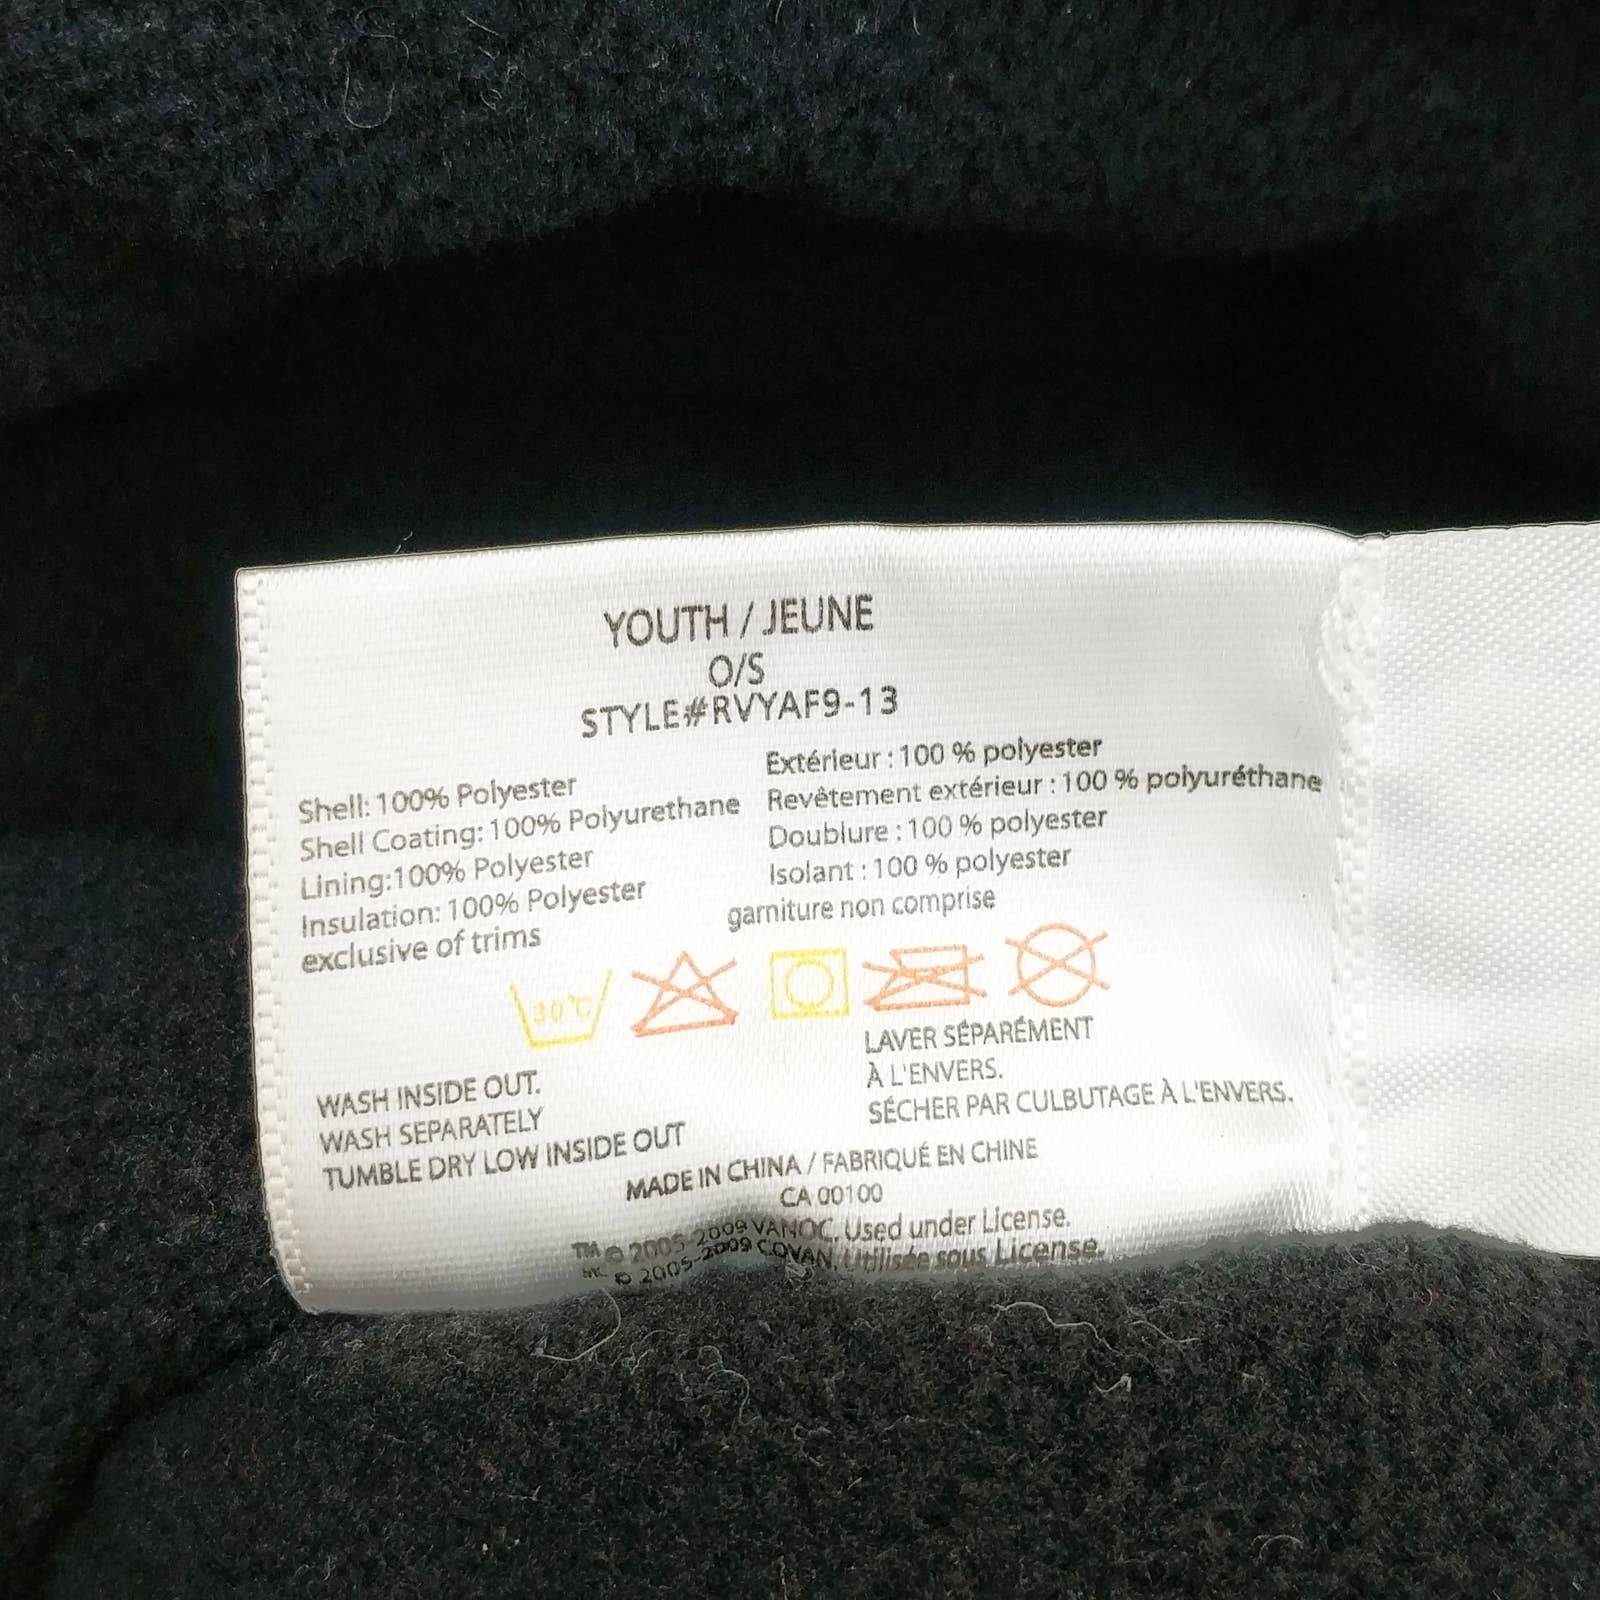 YOUTH / JEUNE
O/S
STYLE#RVYAF9-13
Shell: 100% Polyester
Shell Coating: 100% Polyurethane
Lining:100% Polyester
Insulation: 100% Polyester
exclusive of trims
Extérieur : 100 % polyester
Revêtement extérieur : 100 % polyuréthane
Doublure : 100 % polyester
Isolant : 100 % polyester
garniture non comprise
30°C
WASH INSIDE OUT.
WASH SEPARATELY
TUMBLE DRY LOW INSIDE OUT
LAVER SÉPARÉMENT
À L'ENVERS.
SÉCHER PAR CULBUTAGE À L'ENVERS.
MADE IN CHINA / FABRIQUÉ EN CHINE
CA 00100
TM © 2005-2009 VANOC. Used under License.
MC © 2005-2009 COVAN. Utilisée sous License.